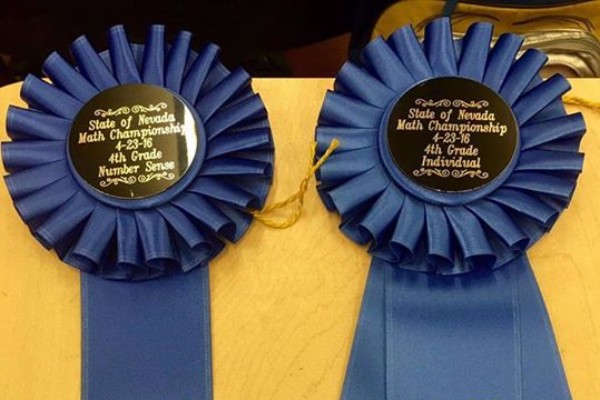 State of Nevada
Math Championship
4-23-16
4th Grade
Number Sense
State of Nevada
Math Championship
4-23-16
4th Grade
Individual